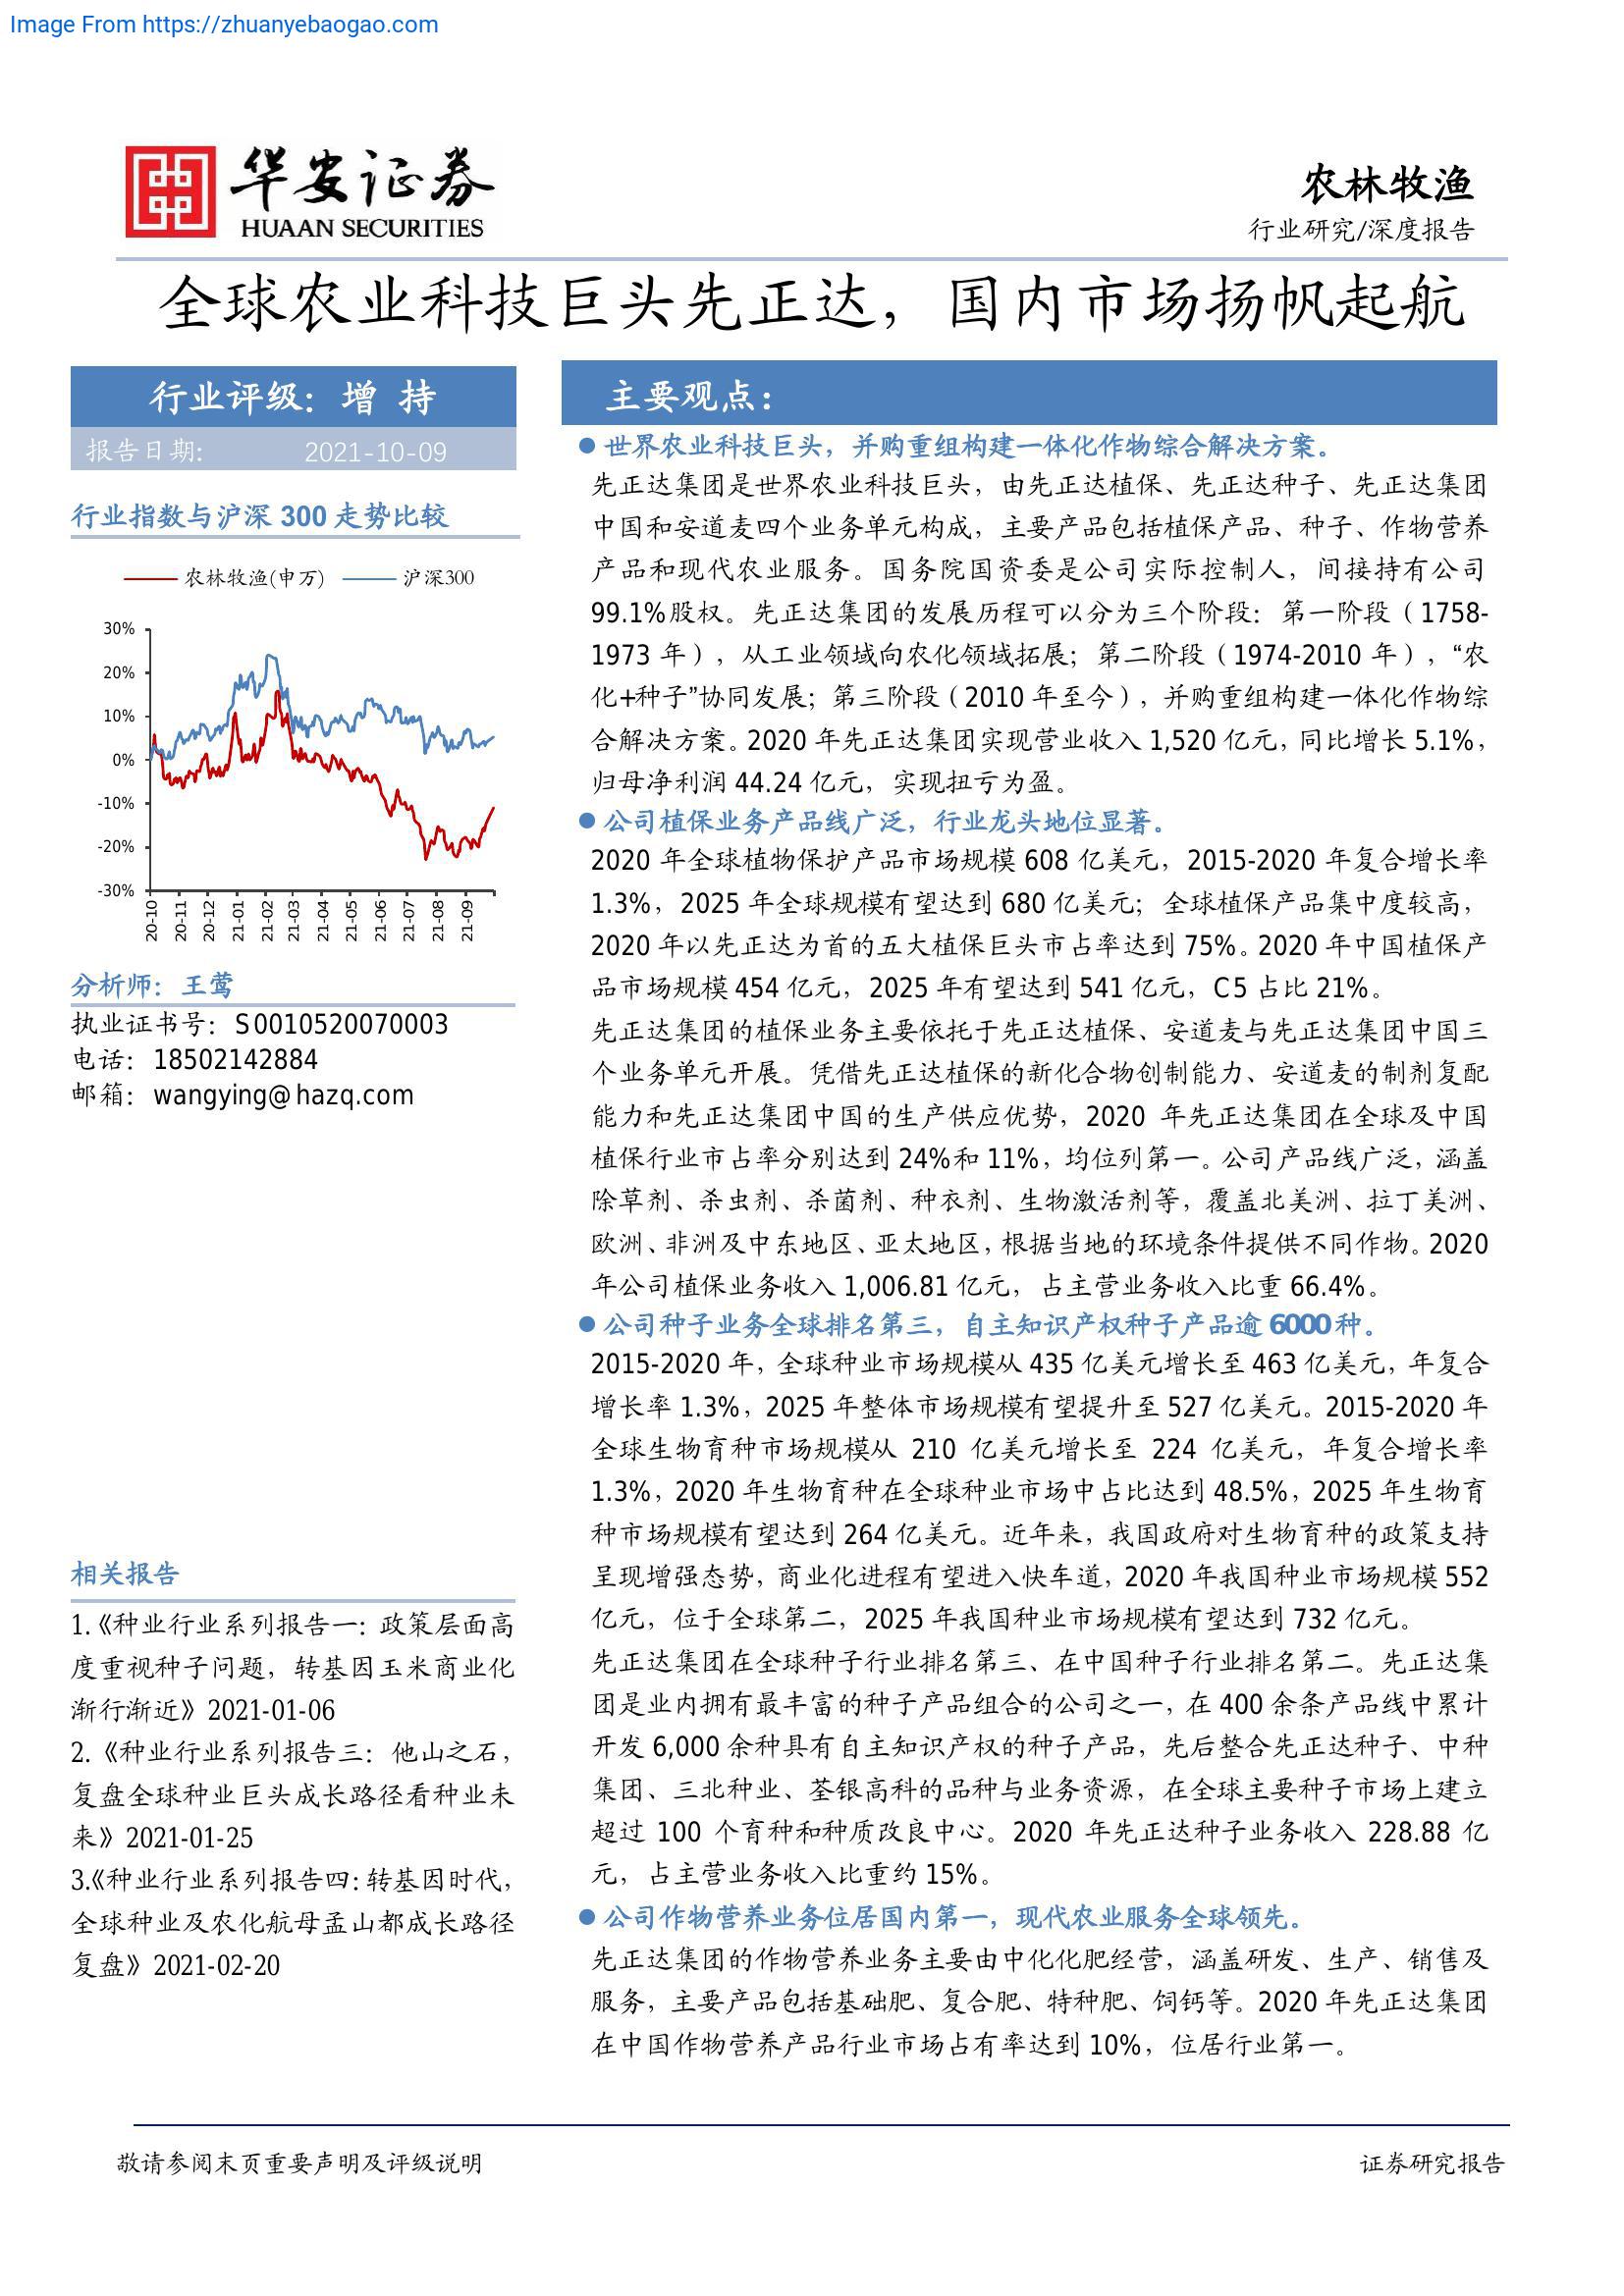 Image From https://zhuanyebaogao.com
华安证券
HUAAN SECURITIES
农林牧渔
行业研究/深度报告
全球农业科技巨头先正达，国内市场扬帆起航
行业评级：增 持
报告日期: 2021-10-09
行业指数与沪深 300 走势比较
农林牧渔(申万) 沪深300
30%
20%
10%
0%
-10%
-20%
-30%
20-10 20-11 20-12 21-01 21-02 21-03 21-04 21-05 21-06 21-07 21-08 21-09
分析师：王莺
执业证书号：S0010520070003
电话：18502142884
邮箱：wangying@hazq.com
相关报告
1.《种业行业系列报告一：政策层面高
度重视种子问题，转基因玉米商业化
渐行渐近》2021-01-06
2.《种业行业系列报告三：他山之石，
复盘全球种业巨头成长路径看种业未
来》2021-01-25
3.《种业行业系列报告四：转基因时代，
全球种业及农化航母孟山都成长路径
复盘》2021-02-20
主要观点：
● 世界农业科技巨头，并购重组构建一体化作物综合解决方案。
先正达集团是世界农业科技巨头，由先正达植保、先正达种子、先正达集团
中国和安道麦四个业务单元构成，主要产品包括植保产品、种子、作物营养
产品和现代农业服务。国务院国资委是公司实际控制人，间接持有公司
99.1%股权。先正达集团的发展历程可以分为三个阶段：第一阶段（1758-
1973 年），从工业领域向农化领域拓展；第二阶段（1974-2010 年），“农
化+种子”协同发展；第三阶段（2010 年至今），并购重组构建一体化作物综
合解决方案。2020 年先正达集团实现营业收入 1,520 亿元，同比增长 5.1%，
归母净利润 44.24 亿元，实现扭亏为盈。
● 公司植保业务产品线广泛，行业龙头地位显著。
2020 年全球植物保护产品市场规模 608 亿美元，2015-2020 年复合增长率
1.3%，2025 年全球规模有望达到 680 亿美元；全球植保产品集中度较高，
2020 年以先正达为首的五大植保巨头市占率达到 75%。2020 年中国植保产
品市场规模 454 亿元，2025 年有望达到 541 亿元，C5 占比 21%。
先正达集团的植保业务主要依托于先正达植保、安道麦与先正达集团中国三
个业务单元开展。凭借先正达植保的新化合物创制能力、安道麦的制剂复配
能力和先正达集团中国的生产供应优势，2020 年先正达集团在全球及中国
植保行业市占率分别达到 24%和 11%，均位列第一。公司产品线广泛，涵盖
除草剂、杀虫剂、杀菌剂、种衣剂、生物激活剂等，覆盖北美洲、拉丁美洲、
欧洲、非洲及中东地区、亚太地区，根据当地的环境条件提供不同作物。2020
年公司植保业务收入 1,006.81 亿元，占主营业务收入比重 66.4%。
● 公司种子业务全球排名第三，自主知识产权种子产品逾 6000 种。
2015-2020 年，全球种业市场规模从 435 亿美元增长至 463 亿美元，年复合
增长率 1.3%，2025 年整体市场规模有望提升至 527 亿美元。2015-2020 年
全球生物育种市场规模从 210 亿美元增长至 224 亿美元，年复合增长率
1.3%，2020 年生物育种在全球种业市场中占比达到 48.5%，2025 年生物育
种市场规模有望达到 264 亿美元。近年来，我国政府对生物育种的政策支持
呈现增强态势，商业化进程有望进入快车道，2020 年我国种业市场规模 552
亿元，位于全球第二，2025 年我国种业市场规模有望达到 732 亿元。
先正达集团在全球种子行业排名第三、在中国种子行业排名第二。先正达集
团是业内拥有最丰富的种子产品组合的公司之一，在 400 余条产品线中累计
开发 6,000 余种具有自主知识产权的种子产品，先后整合先正达种子、中种
集团、三北种业、荃银高科的品种与业务资源，在全球主要种子市场上建立
超过 100 个育种和种质改良中心。2020 年先正达种子业务收入 228.88 亿
元，占主营业务收入比重约 15%。
● 公司作物营养业务位居国内第一，现代农业服务全球领先。
先正达集团的作物营养业务主要由中化化肥经营，涵盖研发、生产、销售及
服务，主要产品包括基础肥、复合肥、特种肥、饲钙等。2020 年先正达集团
在中国作物营养产品行业市场占有率达到 10%，位居行业第一。
敬请参阅末页重要声明及评级说明
证券研究报告